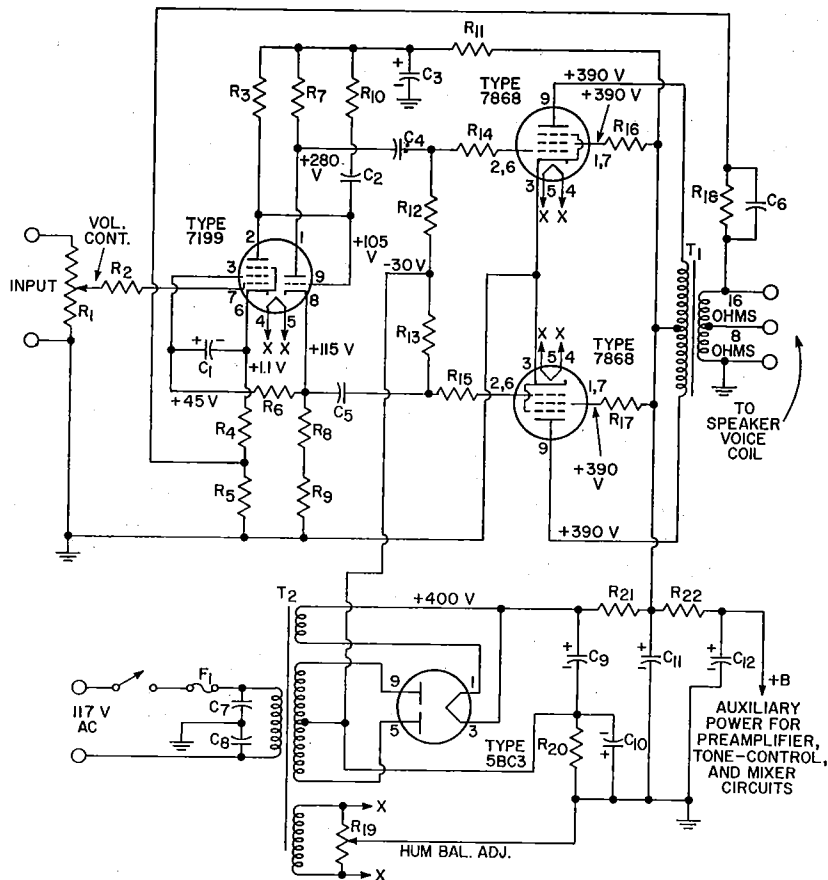 R11
R3
R7
R10
+
-
C3
TYPE
7868
+390 V
+390 V
9
R16
C4
R14
2,6
1,7
3
5
4
X
X
+280
V
C2
R12
R18
C6
VOL.
CONT.
TYPE
7199
2
1
+105
V
-30 V
T1
INPUT
R1
R2
3
7
6
9
8
4
5
X
X
16
OHMS
8
OHMS
+
-
C1
+1.1 V
+115 V
R13
TYPE
7868
X
X
3
5
4
+45 V
R6
C5
R15
2,6
1,7
R17
R4
R8
9
+390
V
TO
SPEAKER
VOICE
COIL
R5
R9
+390 V
T2
+400 V
R21
R22
F1
9
1
+
-
C9
+
-
C11
+
-
C12
+B
117 V
AC
C7
C8
5
3
TYPE
5BC3
R20
-
+
C10
AUXILIARY
POWER FOR
PREAMPLIFIER,
TONE-CONTROL,
AND MIXER
CIRCUITS
X
R19
HUM BAL. ADJ.
X